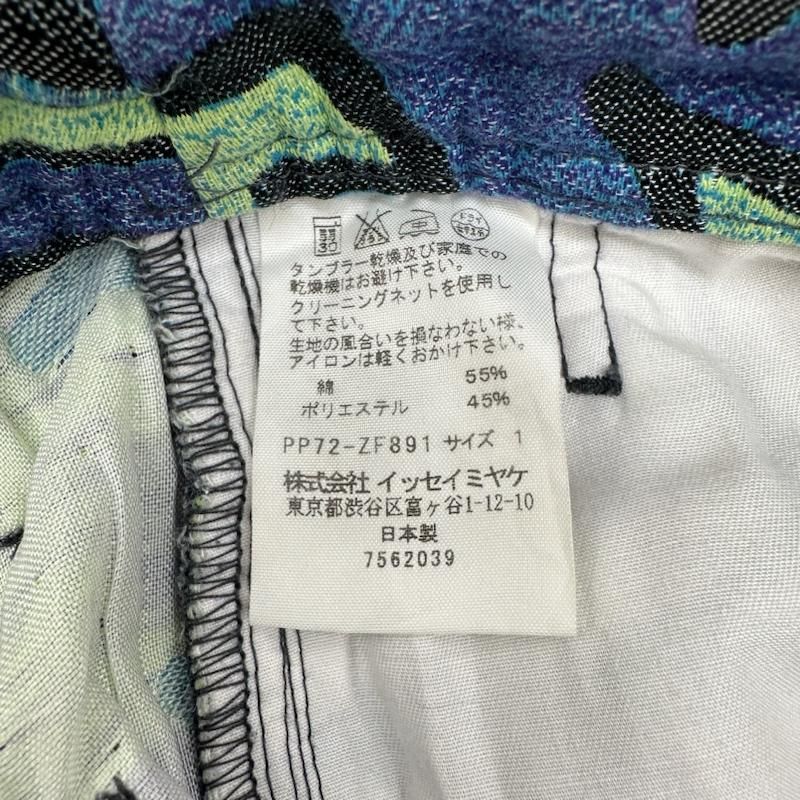 ドライ
タンブラー乾燥及び家庭での
乾燥機はお避け下さい。
クリーニングネットを使用し
て下さい。
生地の風合いを損なわない様、
アイロンは軽くおかけ下さい。
綿 55%
ポリエステル 45%
PP72-ZF891 サイズ 1
株式会社 イッセイミヤケ
東京都渋谷区富ヶ谷1-12-10
日本製
7562039